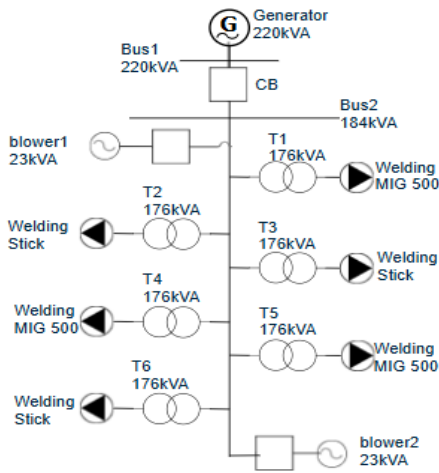 Generator
220kVA
G
Bus1
220kVA
CB
Bus2
184kVA
blower1
23kVA
T1
176kVA
Welding
MIG 500
T2
176kVA
Welding
Stick
T3
176kVA
Welding
Stick
T4
176kVA
Welding
MIG 500
T5
176kVA
Welding
MIG 500
T6
176kVA
Welding
Stick
blower2
23kVA